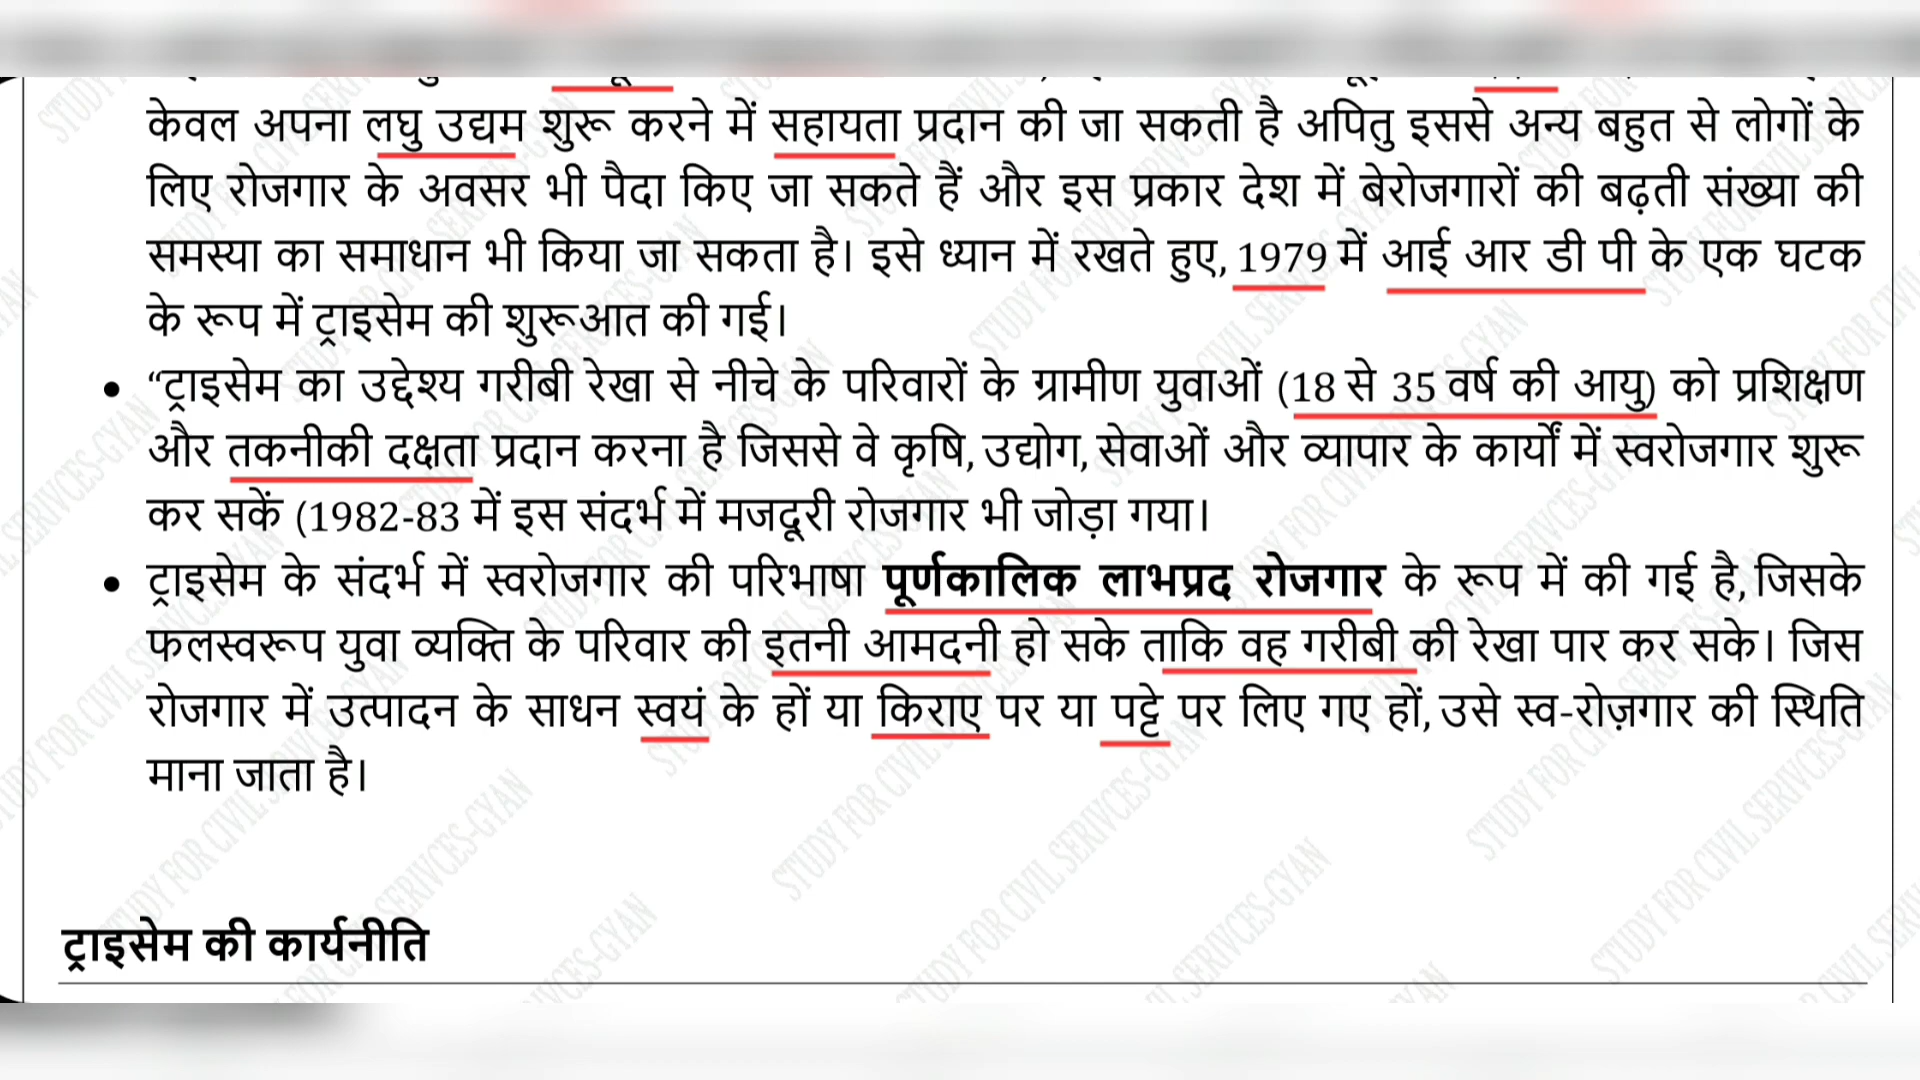 केवल अपना लघु उद्यम शुरू करने में सहायता प्रदान की जा सकती है अपितु इससे अन्य बहुत से लोगों के
लिए रोजगार के अवसर भी पैदा किए जा सकते हैं और इस प्रकार देश में बेरोजगारों की बढ़ती संख्या की
समस्या का समाधान भी किया जा सकता है। इसे ध्यान में रखते हुए, 1979 में आई आर डी पी के एक घटक
के रूप में ट्राइसेम की शुरूआत की गई।
• “ट्राइसेम का उद्देश्य गरीबी रेखा से नीचे के परिवारों के ग्रामीण युवाओं (18 से 35 वर्ष की आयु) को प्रशिक्षण
और तकनीकी दक्षता प्रदान करना है जिससे वे कृषि, उद्योग, सेवाओं और व्यापार के कार्यों में स्वरोजगार शुरू
कर सकें (1982-83 में इस संदर्भ में मजदूरी रोजगार भी जोड़ा गया।
• ट्राइसेम के संदर्भ में स्वरोजगार की परिभाषा पूर्णकालिक लाभप्रद रोजगार के रूप में की गई है, जिसके
फलस्वरूप युवा व्यक्ति के परिवार की इतनी आमदनी हो सके ताकि वह गरीबी की रेखा पार कर सके। जिस
रोजगार में उत्पादन के साधन स्वयं के हों या किराए पर या पट्टे पर लिए गए हों, उसे स्व-रोज़गार की स्थिति
माना जाता है।
ट्राइसेम की कार्यनीति
STUDY FOR CIVIL SERIVCES-GYAN